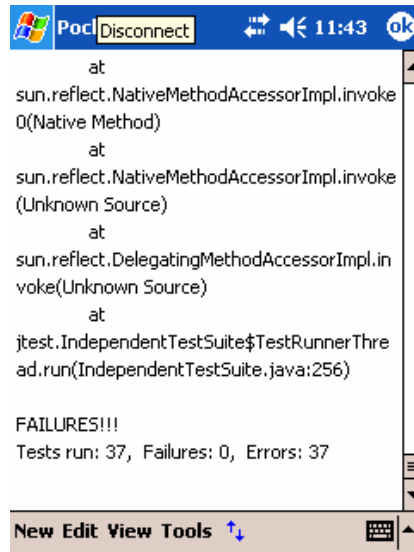 Pocl Disconnect 11:43 ok
at
sun.reflect.NativeMethodAccessorImpl.invoke
0(Native Method)
at
sun.reflect.NativeMethodAccessorImpl.invoke
(Unknown Source)
at
sun.reflect.DelegatingMethodAccessorImpl.in
voke(Unknown Source)
at
jtest.IndependentTestSuite$TestRunnerThre
ad.run(IndependentTestSuite.java:256)
FAILURES!!!
Tests run: 37, Failures: 0, Errors: 37
New Edit View Tools